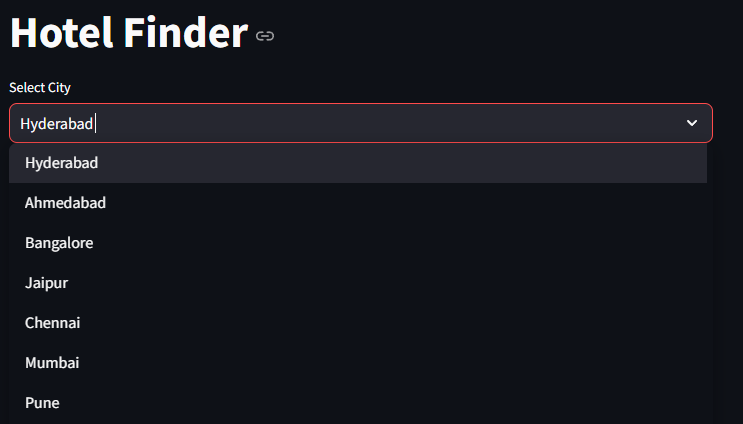 Hotel Finder
Select City
Hyderabad
Hyderabad
Ahmedabad
Bangalore
Jaipur
Chennai
Mumbai
Pune